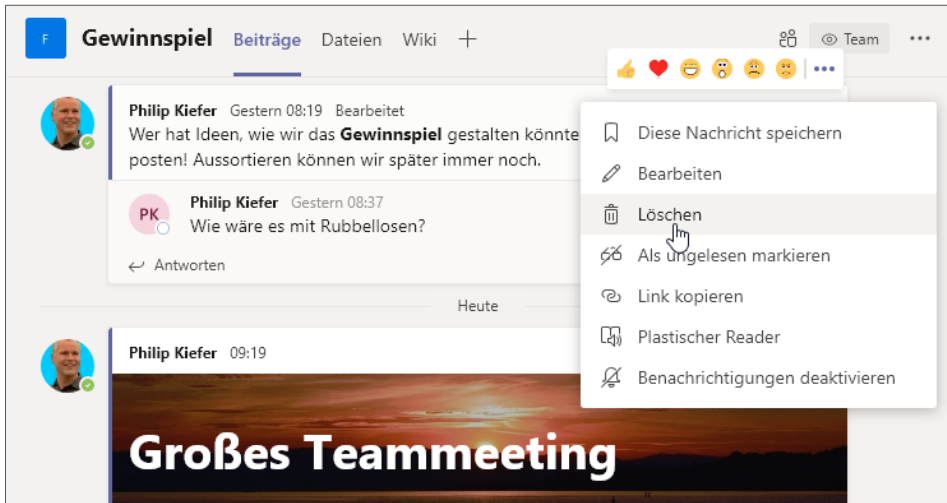 F Gewinnspiel Beiträge Dateien Wiki Team
Philip Kiefer Gestern 08:19 Bearbeitet
Wer hat Ideen, wie wir das Gewinnspiel gestalten könnte
posten! Aussortieren können wir später immer noch.
PK Philip Kiefer Gestern 08:37
Wie wäre es mit Rubbellosen?
Antworten
Diese Nachricht speichern
Bearbeiten
Löschen
Als ungelesen markieren
Link kopieren
Plastischer Reader
Benachrichtigungen deaktivieren
Heute
Philip Kiefer 09:19
Großes Teammeeting